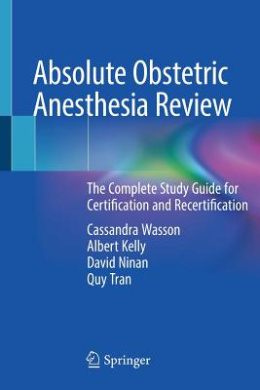 Absolute Obstetric
Anesthesia Review
The Complete Study Guide for
Certification and Recertification
Cassandra Wasson
Albert Kelly
David Ninan
Quy Tran
Springer